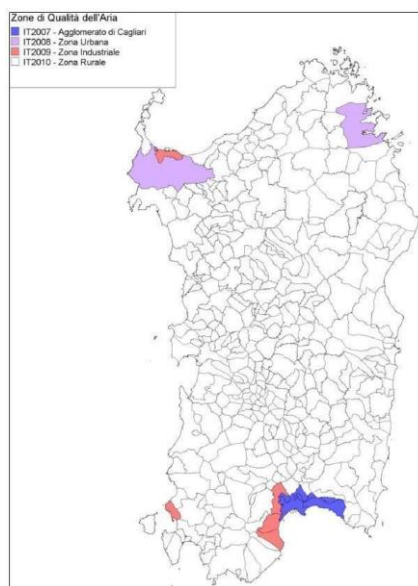 Zone di Qualità dell'Aria
IT2007 - Agglomerato di Cagliari
IT2008 - Zona Urbana
IT2009 - Zona Industriale
IT2010 - Zona Rurale